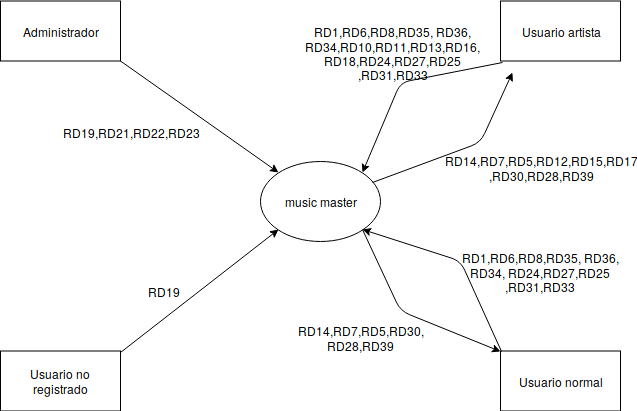 Administrador
RD1,RD6,RD8,RD35, RD36,
RD34,RD10,RD11,RD13,RD16,
RD18,RD24,RD27,RD25
,RD31,RD33
Usuario artista
RD19,RD21,RD22,RD23
RD14,RD7,RD5,RD12,RD15,RD17
,RD30,RD28,RD39
music master
RD1,RD6,RD8,RD35, RD36,
RD34, RD24,RD27,RD25
,RD31,RD33
RD19
RD14,RD7,RD5,RD30,
RD28,RD39
Usuario no
registrado
Usuario normal